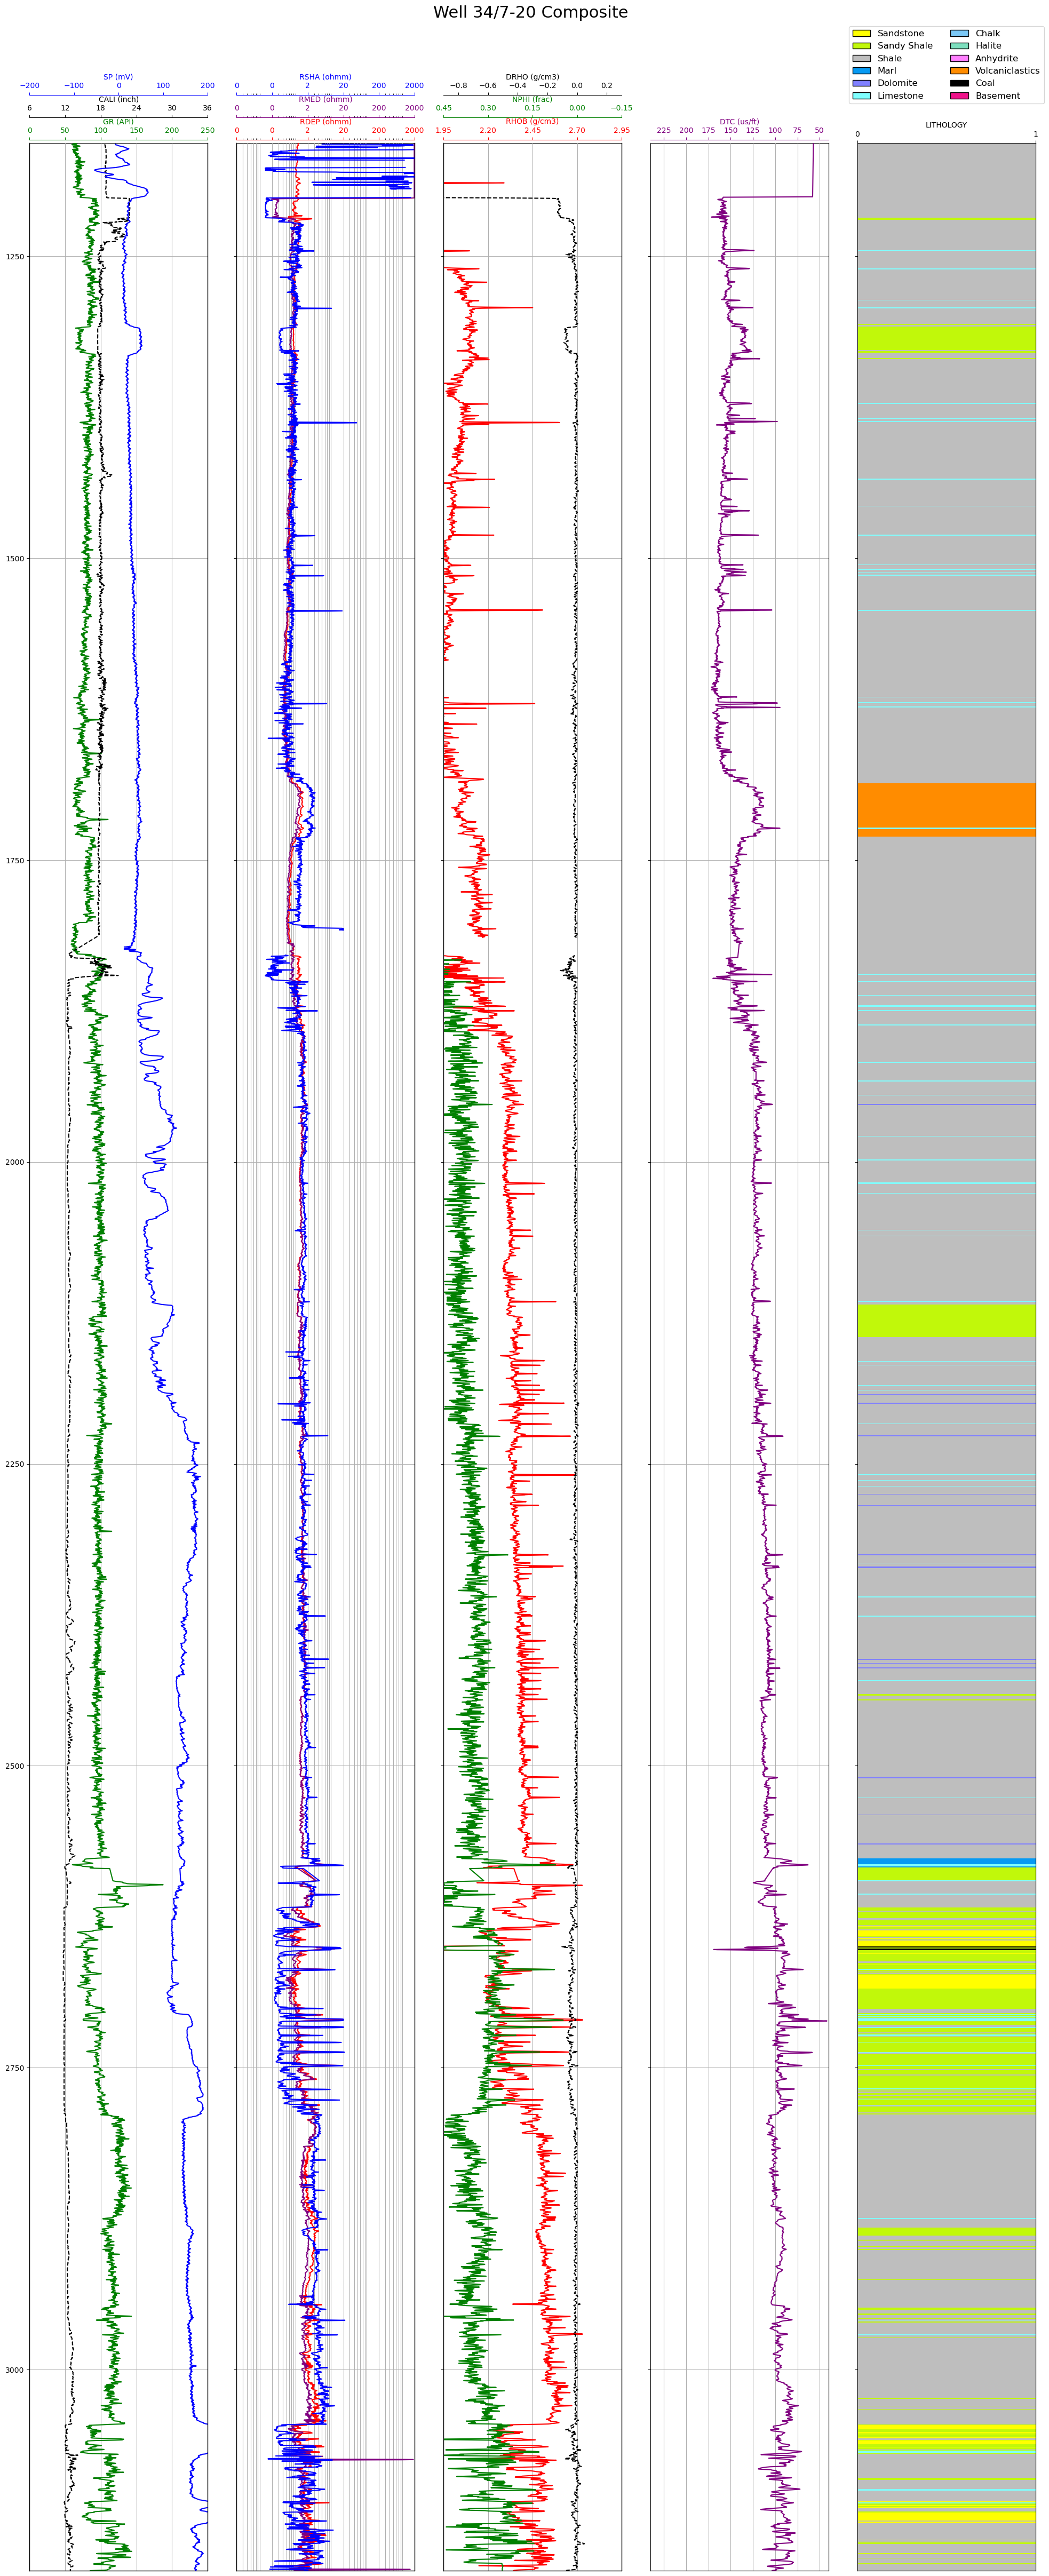 Well 34/7-20 Composite
Sandstone Chalk
Sandy Shale Halite
Shale Anhydrite
Marl Volcaniclastics
Dolomite Coal
Limestone Basement
SP (mV) RSHA (ohmm) DRHO (g/cm3)
−200 −100 0 100 200 0 0 2 20 200 2000 −0.8 −0.6 −0.4 −0.2 0.0 0.2
CALI (inch) RMED (ohmm) NPHI (frac)
6 12 18 24 30 36 0 0 2 20 200 2000 0.45 0.30 0.15 0.00 −0.15
GR (API) RDEP (ohmm) RHOB (g/cm3) DTC (us/ft) LITHOLOGY
0 50 100 150 200 250 0 0 2 20 200 2000 1.95 2.20 2.45 2.70 2.95 225 200 175 150 125 100 75 50 0 1
1250
1500
1750
2000
2250
2500
2750
3000